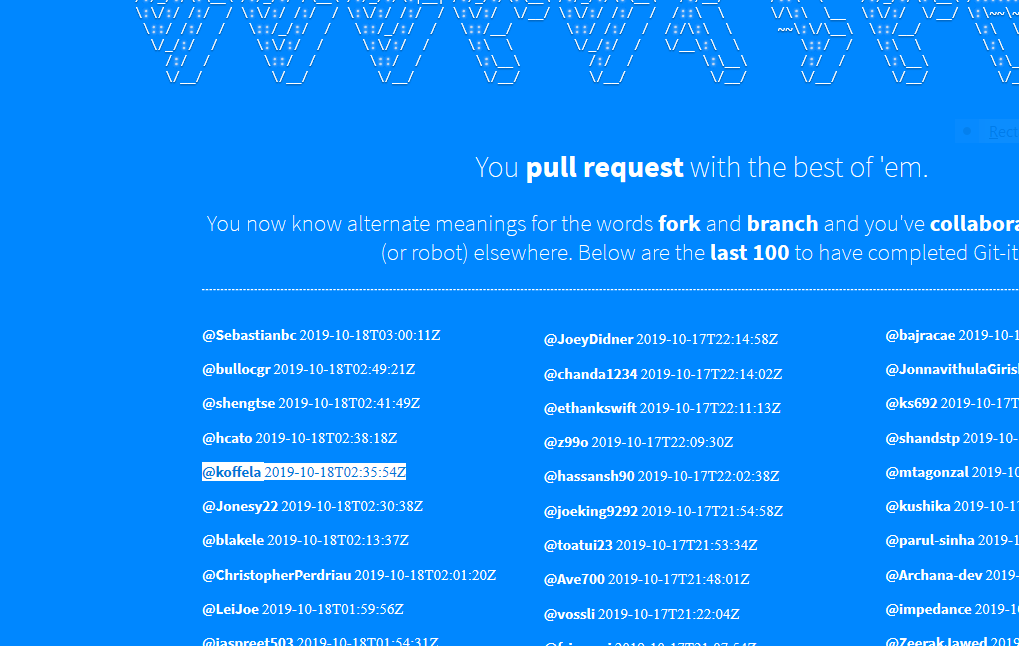 Rect
You pull request with the best of 'em.
You now know alternate meanings for the words fork and branch and you've collabora
(or robot) elsewhere. Below are the last 100 to have completed Git-it
@Sebastianbc 2019-10-18T03:00:11Z
@bullocgr 2019-10-18T02:49:21Z
@shengtse 2019-10-18T02:41:49Z
@hcato 2019-10-18T02:38:18Z
@koffela 2019-10-18T02:35:54Z
@Jonesy22 2019-10-18T02:30:38Z
@blakele 2019-10-18T02:13:37Z
@ChristopherPerdriau 2019-10-18T02:01:20Z
@LeiJoe 2019-10-18T01:59:56Z
@jaspreet503 2019-10-18T01:54:31Z
@JoeyDidner 2019-10-17T22:14:58Z
@chanda1234 2019-10-17T22:14:02Z
@ethankswift 2019-10-17T22:11:13Z
@z99o 2019-10-17T22:09:30Z
@hassansh90 2019-10-17T22:02:38Z
@joeking9292 2019-10-17T21:54:58Z
@toatui23 2019-10-17T21:53:34Z
@Ave700 2019-10-17T21:48:01Z
@vossli 2019-10-17T21:22:04Z
@bajracae 2019-10-1
@JonnavithulaGiris
@ks692 2019-10-17T
@shandstp 2019-10-
@mtagonzal 2019-10
@kushika 2019-10-1
@parul-sinha 2019-1
@Archana-dev 2019-
@impedance 2019-10
@ZeerakJawed 2019